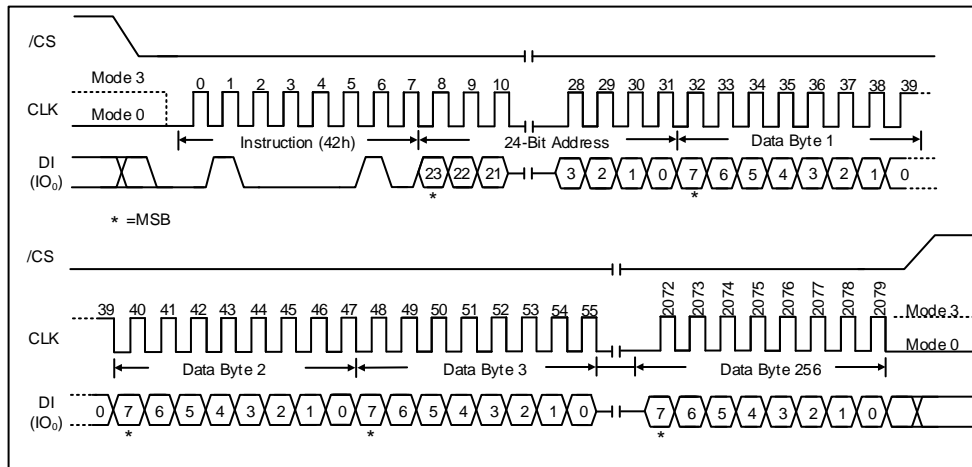 /CS
Mode 3
0 1 2 3 4 5 6 7 8 9 10 28 29 30 31 32 33 34 35 36 37 38 39
CLK
Mode 0
Instruction (42h) 24-Bit Address Data Byte 1
DI
(IO₀)
23 22 21 3 2 1 0 7 6 5 4 3 2 1 0
* *
* =MSB
/CS
39 40 41 42 43 44 45 46 47 48 49 50 51 52 53 54 55 2072 2073 2074 2075 2076 2077 2078 2079
Mode 3
CLK
Mode 0
Data Byte 2 Data Byte 3 Data Byte 256
DI
(IO₀)
0 7 6 5 4 3 2 1 0 7 6 5 4 3 2 1 0 7 6 5 4 3 2 1 0
* * *